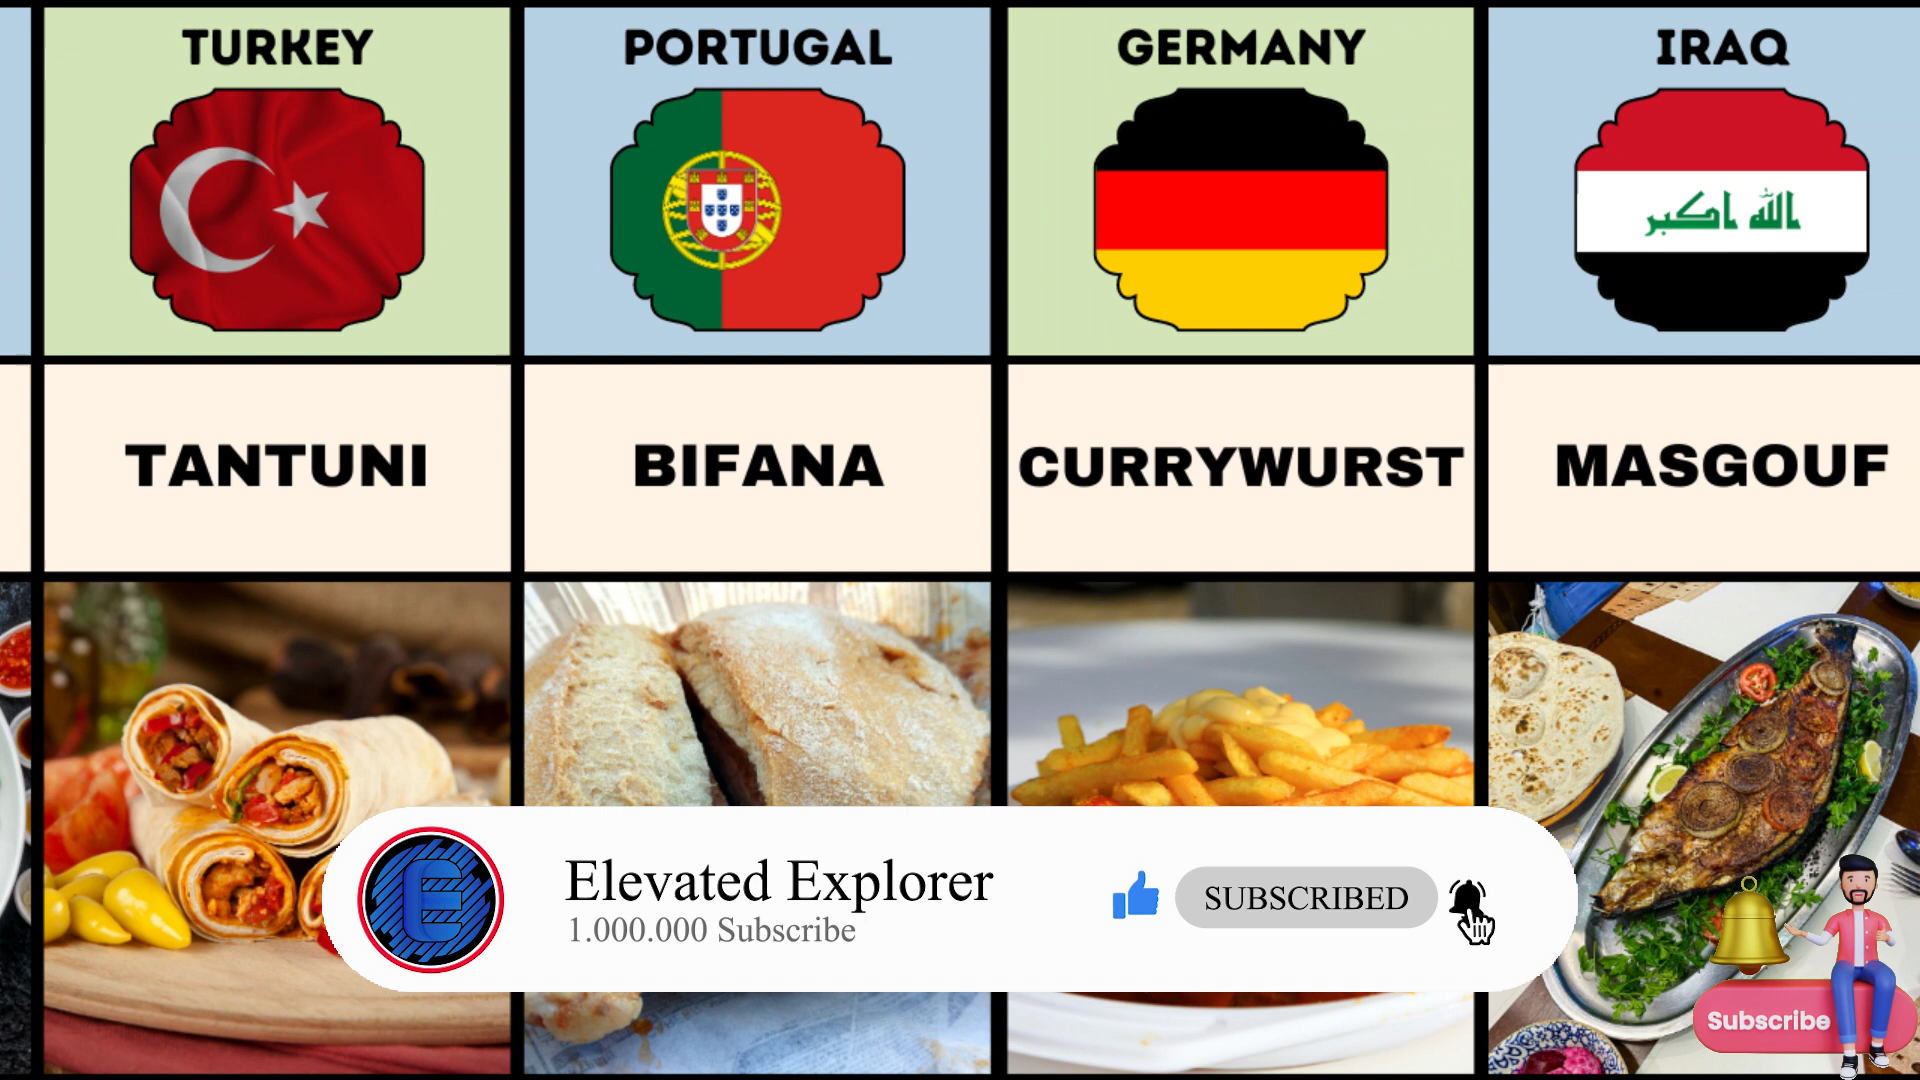 TURKEY
PORTUGAL
GERMANY
IRAQ
الله اكبر
TANTUNI
BIFANA
CURRYWURST
MASGOUF
Elevated Explorer
1.000.000 Subscribe
SUBSCRIBED
E
Subscribe